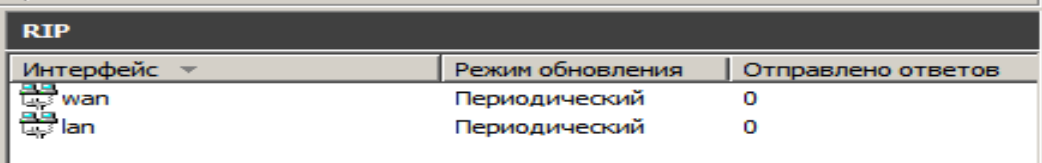 RIP
Интерфейс Режим обновления Отправлено ответов
wan Периодический 0
lan Периодический 0